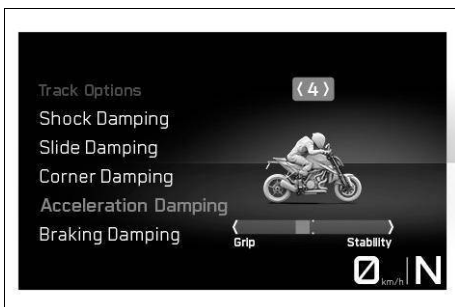 Track Options
⟨4⟩
Shock Damping
Slide Damping
Corner Damping
Acceleration Damping
Braking Damping
Grip
Stability
0 km/h N